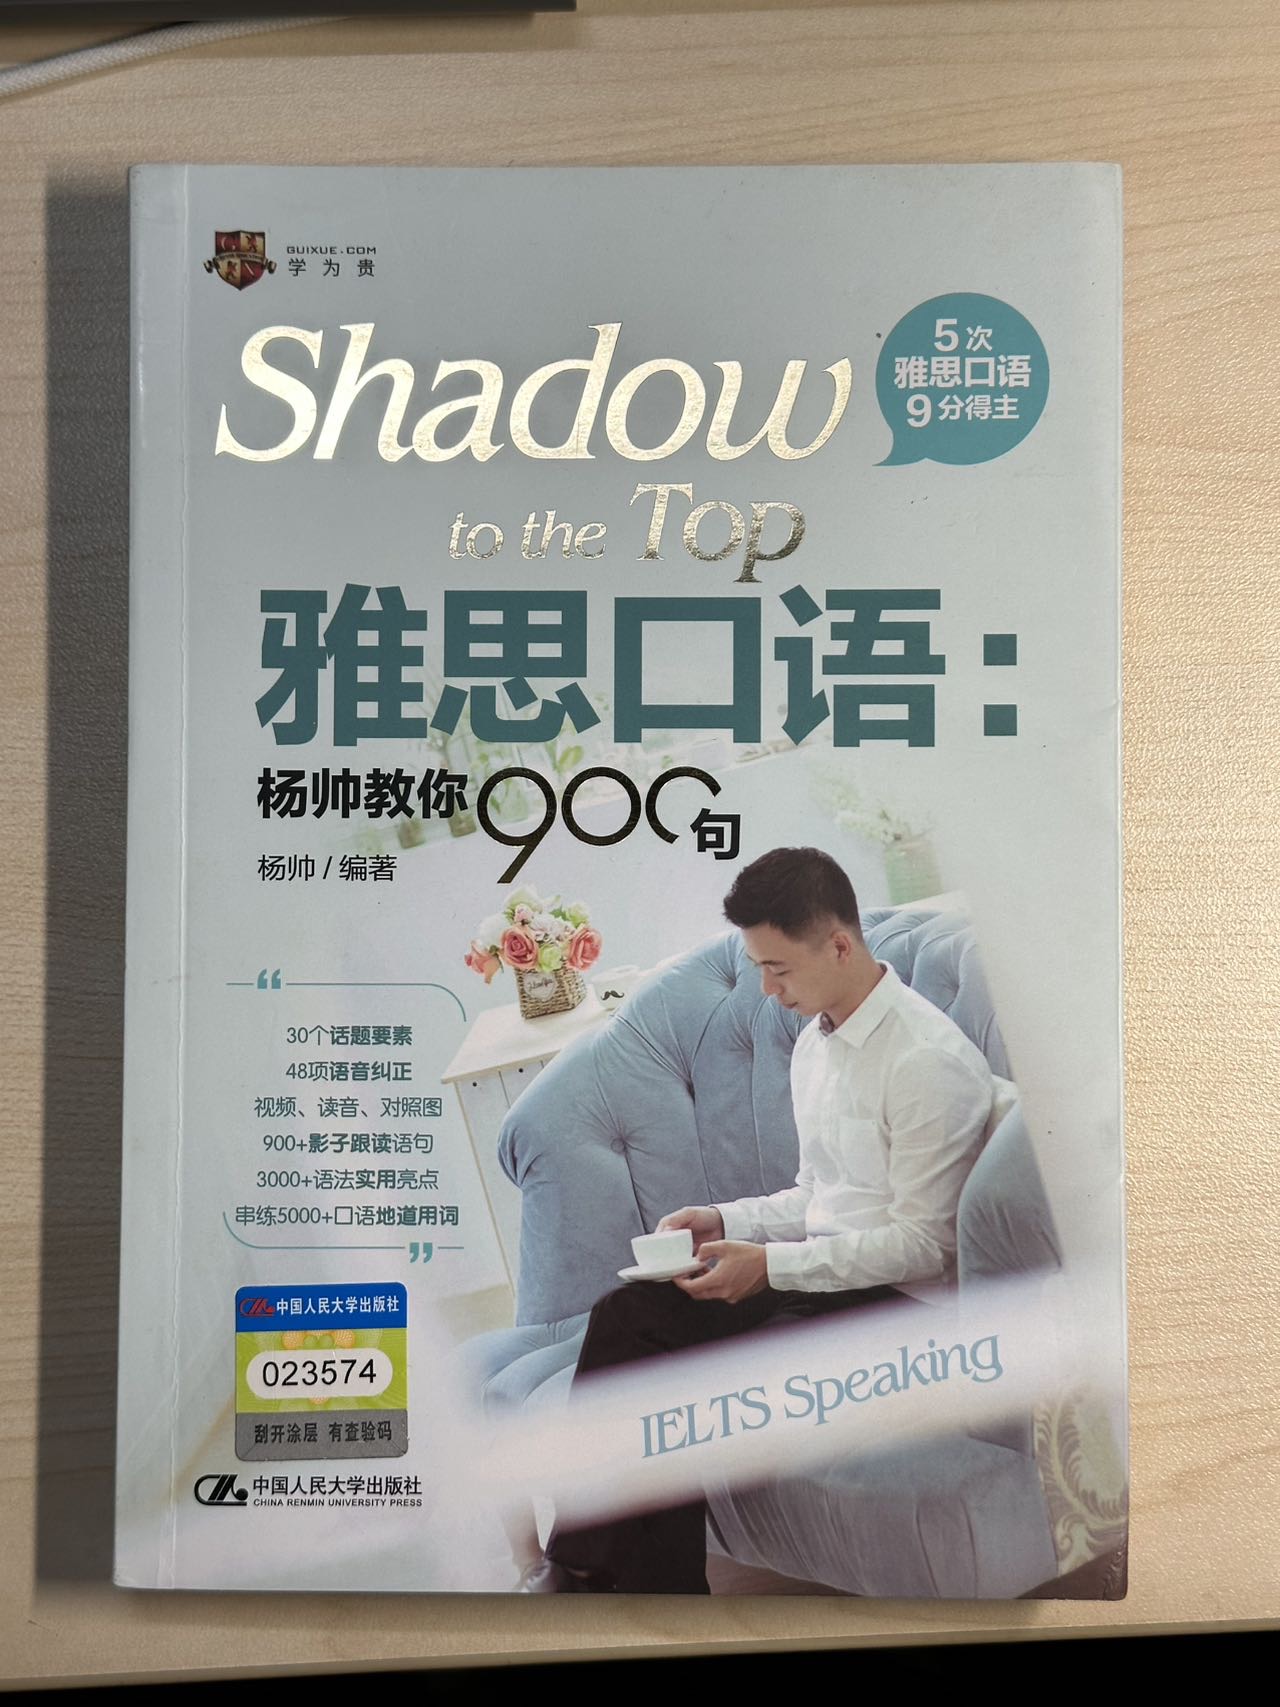 GUIXUE.COM
学为贵
5次
雅思口语
9分得主
Shadow
to the Top
雅思口语：
杨帅教你900句
杨帅/编著
“
30个话题要素
48项语音纠正
视频、读音、对照图
900+影子跟读语句
3000+语法实用亮点
串练5000+口语地道用词
”
中国人民大学出版社
023574
刮开涂层 有查验码
IELTS Speaking
中国人民大学出版社
CHINA RENMIN UNIVERSITY PRESS